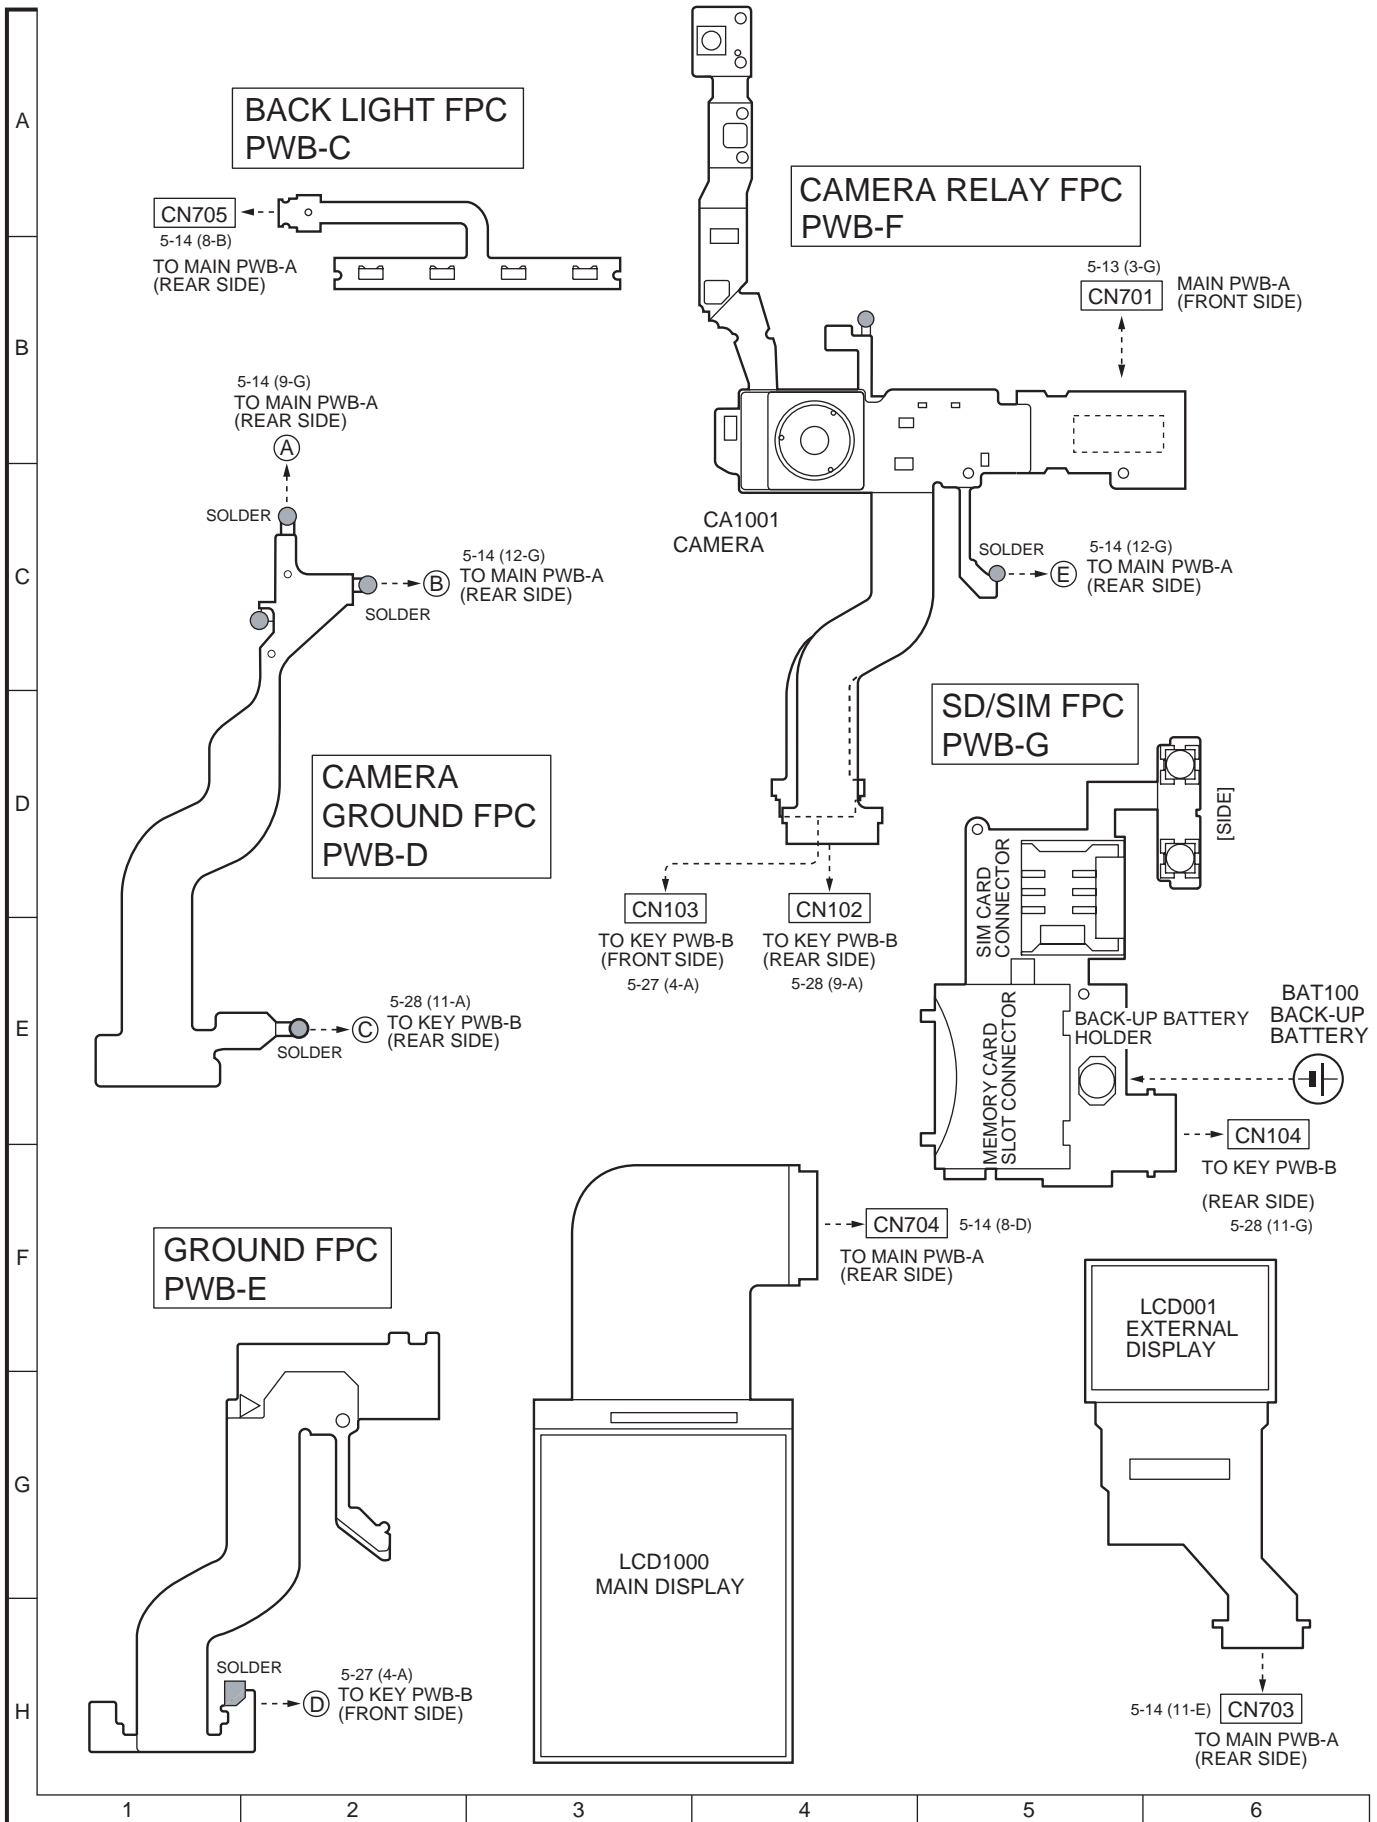 A
BACK LIGHT FPC
PWB-C
CN705
5-14 (8-B)
TO MAIN PWB-A
(REAR SIDE)
CAMERA RELAY FPC
PWB-F
5-13 (3-G)
CN701
MAIN PWB-A
(FRONT SIDE)
B
5-14 (9-G)
TO MAIN PWB-A
(REAR SIDE)
A
SOLDER
5-14 (12-G)
B
TO MAIN PWB-A
(REAR SIDE)
SOLDER
C
CA1001
CAMERA
SOLDER
5-14 (12-G)
E
TO MAIN PWB-A
(REAR SIDE)
D
CAMERA
GROUND FPC
PWB-D
SD/SIM FPC
PWB-G
[SIDE]
SIM CARD
CONNECTOR
CN103
TO KEY PWB-B
(FRONT SIDE)
5-27 (4-A)
CN102
TO KEY PWB-B
(REAR SIDE)
5-28 (9-A)
E
5-28 (11-A)
C
TO KEY PWB-B
(REAR SIDE)
SOLDER
MEMORY CARD
SLOT CONNECTOR
BACK-UP BATTERY
HOLDER
BAT100
BACK-UP
BATTERY
CN104
TO KEY PWB-B
(REAR SIDE)
5-28 (11-G)
F
GROUND FPC
PWB-E
CN704
5-14 (8-D)
TO MAIN PWB-A
(REAR SIDE)
LCD001
EXTERNAL
DISPLAY
G
LCD1000
MAIN DISPLAY
H
SOLDER
5-27 (4-A)
D
TO KEY PWB-B
(FRONT SIDE)
5-14 (11-E)
CN703
TO MAIN PWB-A
(REAR SIDE)
1
2
3
4
5
6